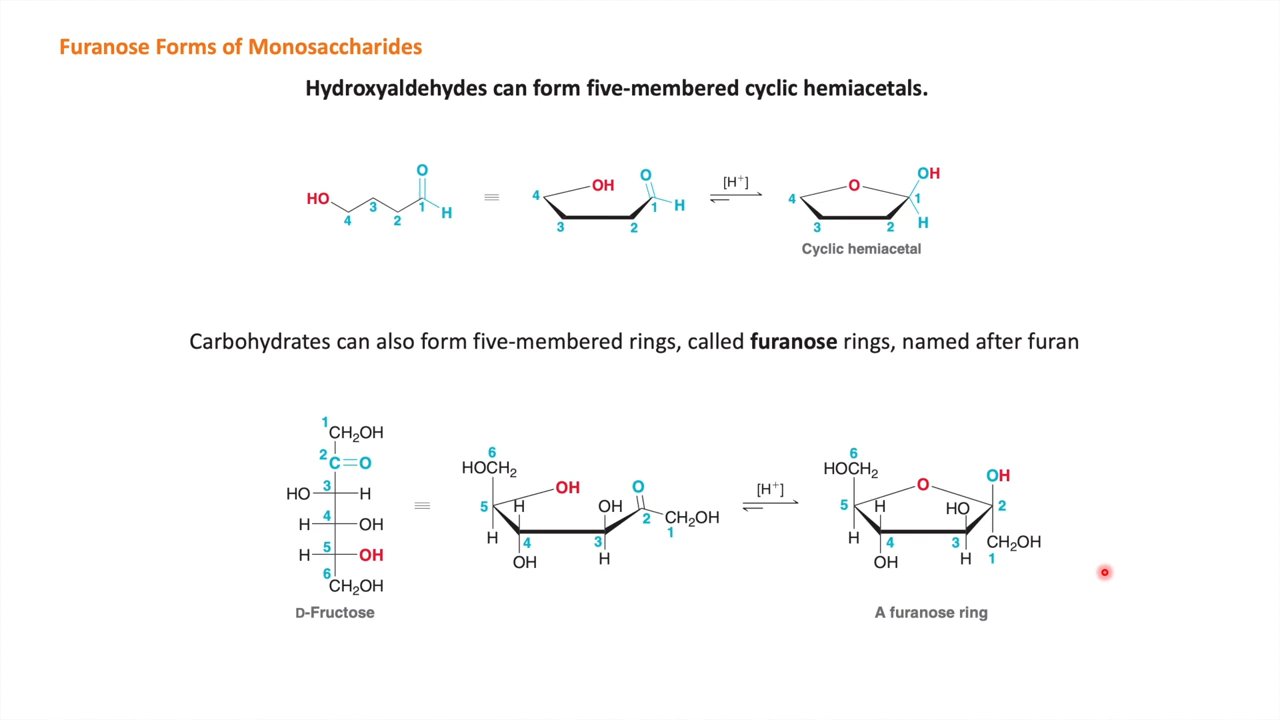 Furanose Forms of Monosaccharides
Hydroxyaldehydes can form five-membered cyclic hemiacetals.
HO 4 3 2 1 O H
≡
4 OH O 1 H 3 2
[H⁺]
4 O OH 1 H 2 3
Cyclic hemiacetal
Carbohydrates can also form five-membered rings, called furanose rings, named after furan
1
CH₂OH
2 C=O
HO 3 H
H 4 OH
H 5 OH
6
CH₂OH
D-Fructose
≡
6
HOCH₂
OH O
5 H OH 2 CH₂OH
H 4 3 1
OH H
[H⁺]
6
HOCH₂
O OH
5 H HO 2
H 4 3 CH₂OH
OH H 1
A furanose ring